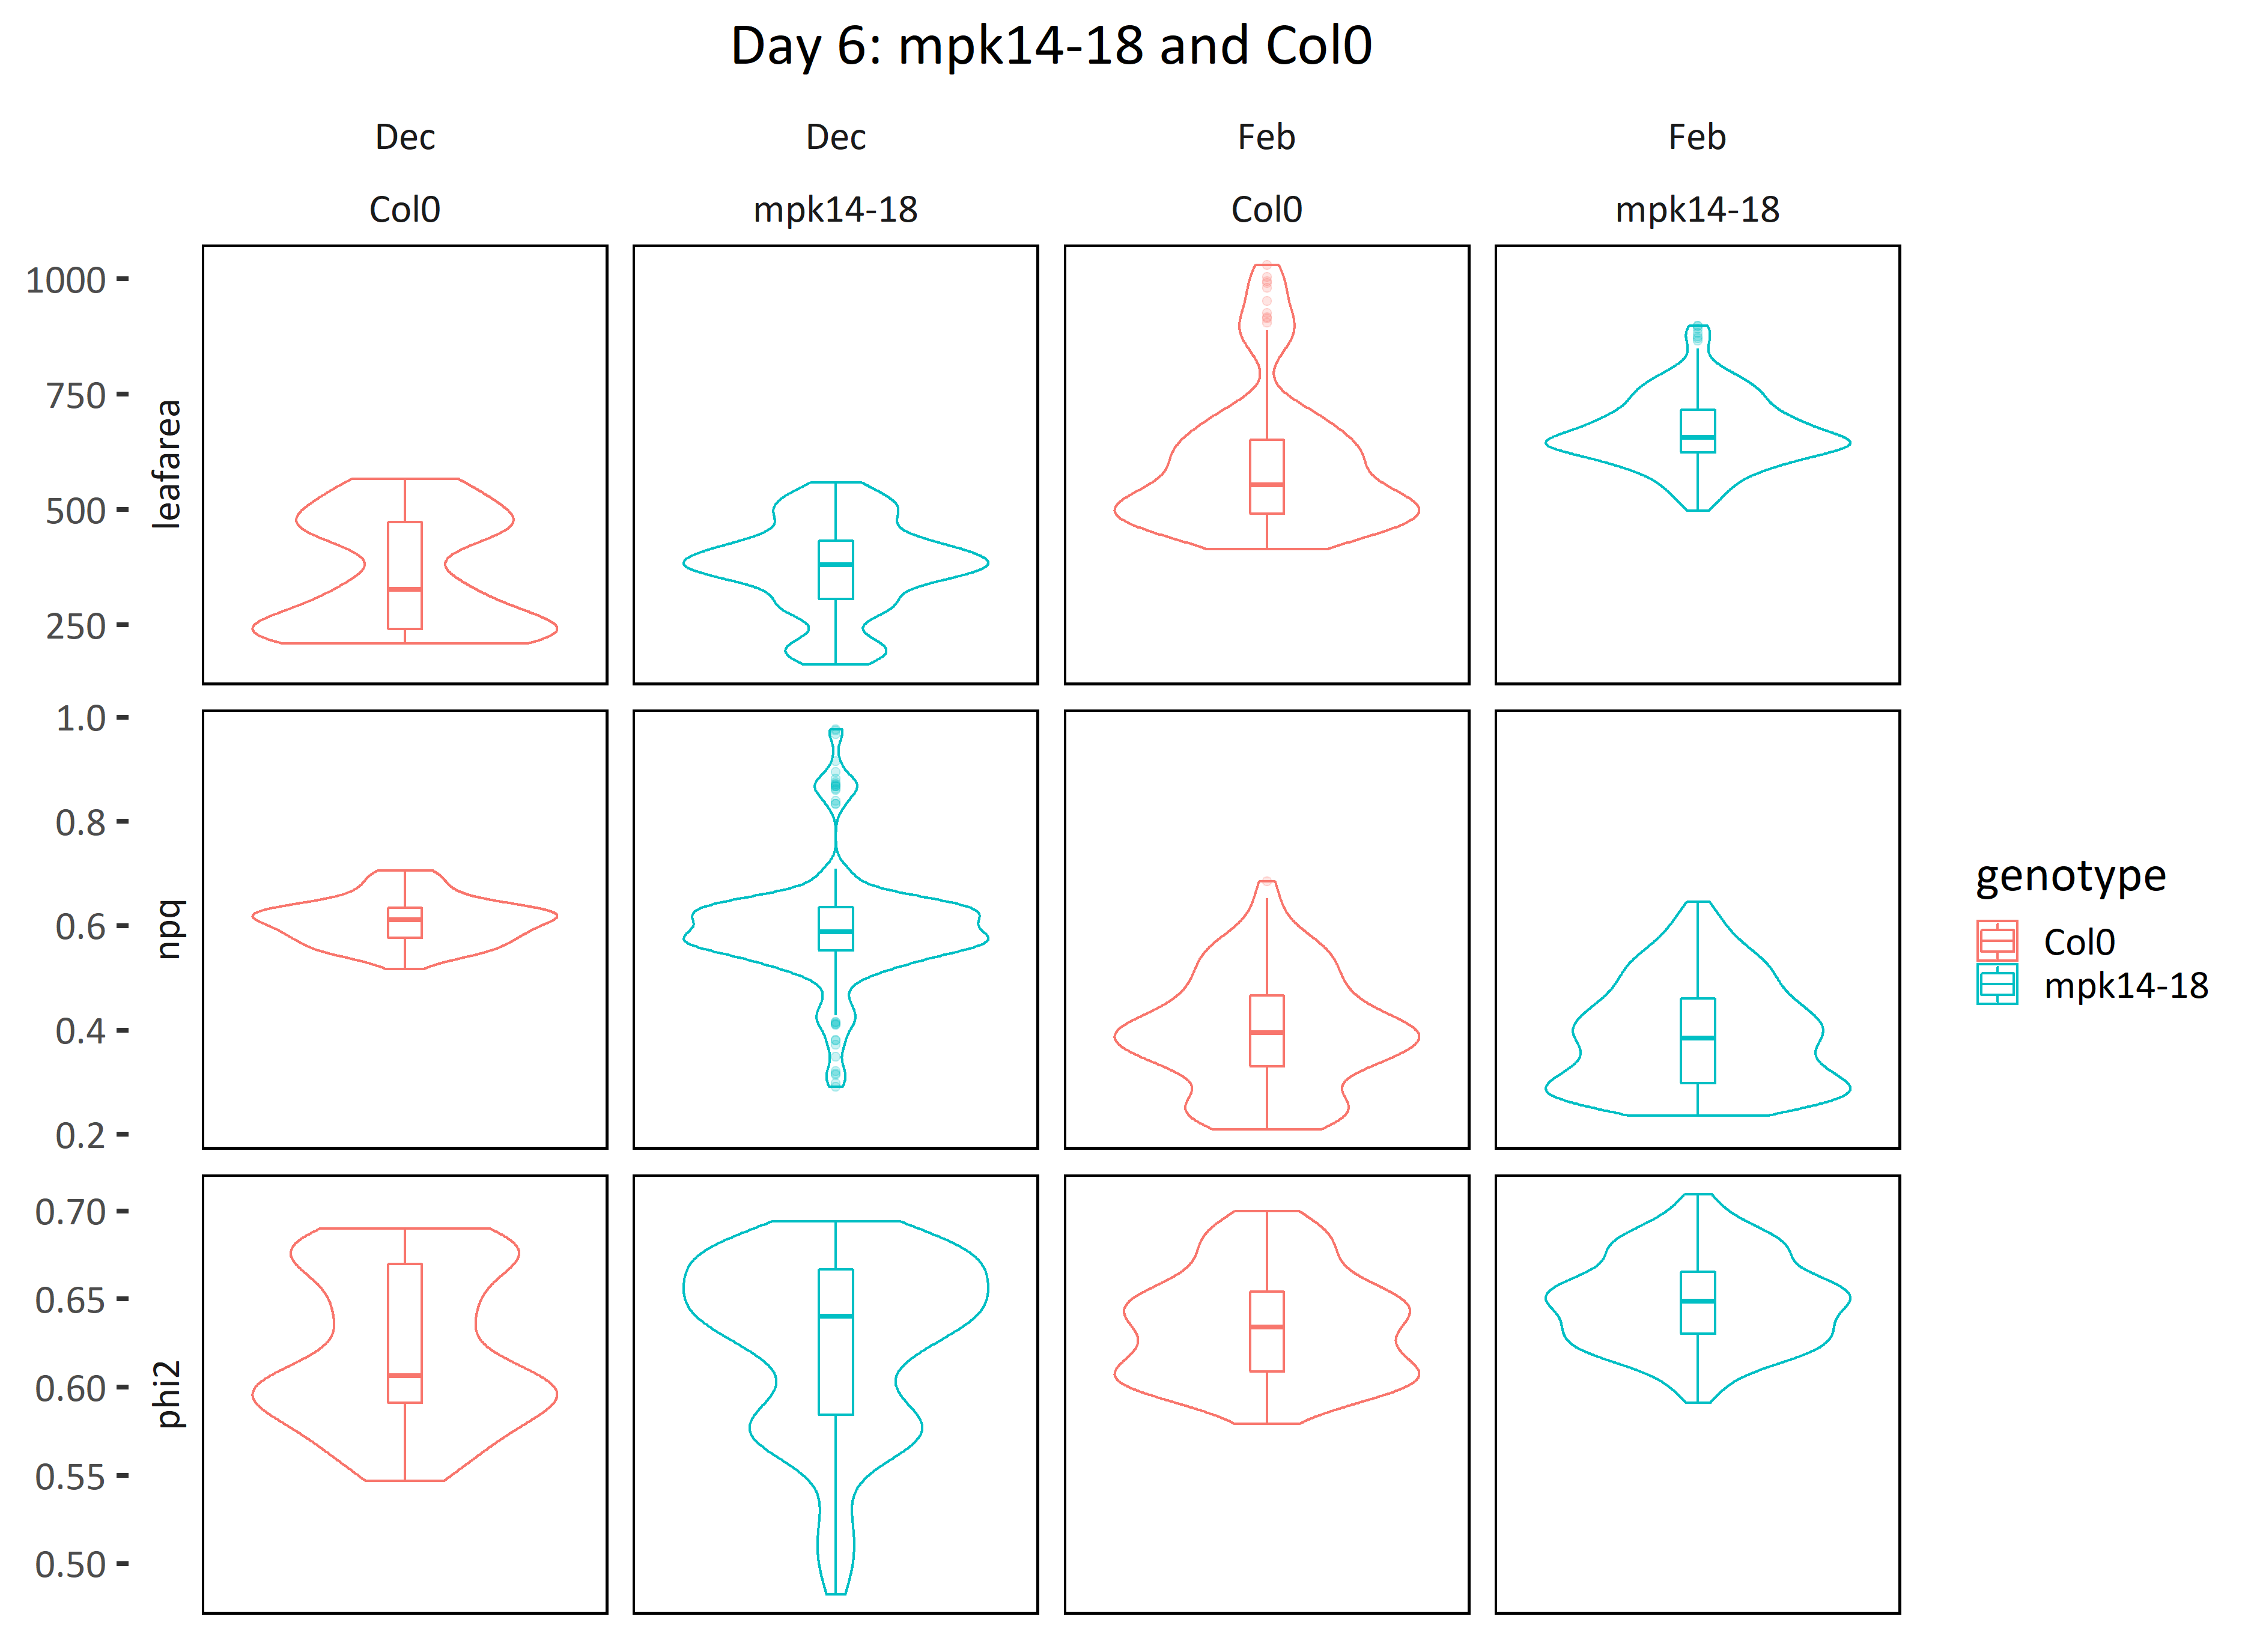 Day 6: mpk14-18 and Col0
Dec Dec Feb Feb
Col0 mpk14-18 Col0 mpk14-18
1000
750
500
250
leafarea
1.0
0.8
0.6
0.4
0.2
npq
0.70
0.65
0.60
0.55
0.50
phi2
genotype
Col0
mpk14-18